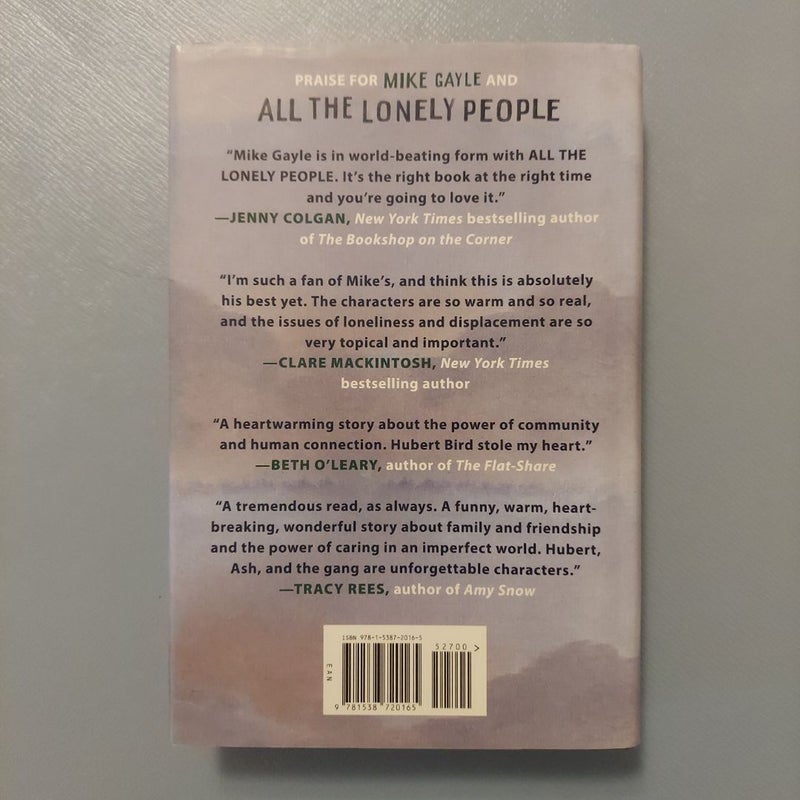 PRAISE FOR MIKE GAYLE AND
ALL THE LONELY PEOPLE
“Mike Gayle is in world-beating form with ALL THE
LONELY PEOPLE. It’s the right book at the right time
and you’re going to love it.”
—JENNY COLGAN, New York Times bestselling author
of The Bookshop on the Corner
“I’m such a fan of Mike’s, and think this is absolutely
his best yet. The characters are so warm and so real,
and the issues of loneliness and displacement are so
very topical and important.”
—CLARE MACKINTOSH, New York Times
bestselling author
“A heartwarming story about the power of community
and human connection. Hubert Bird stole my heart.”
—BETH O’LEARY, author of The Flat-Share
“A tremendous read, as always. A funny, warm, heart-
breaking, wonderful story about family and friendship
and the power of caring in an imperfect world. Hubert,
Ash, and the gang are unforgettable characters.”
—TRACY REES, author of Amy Snow
ISBN 978-1-5387-2016-5
52700 >
EAN
9 781538 720165